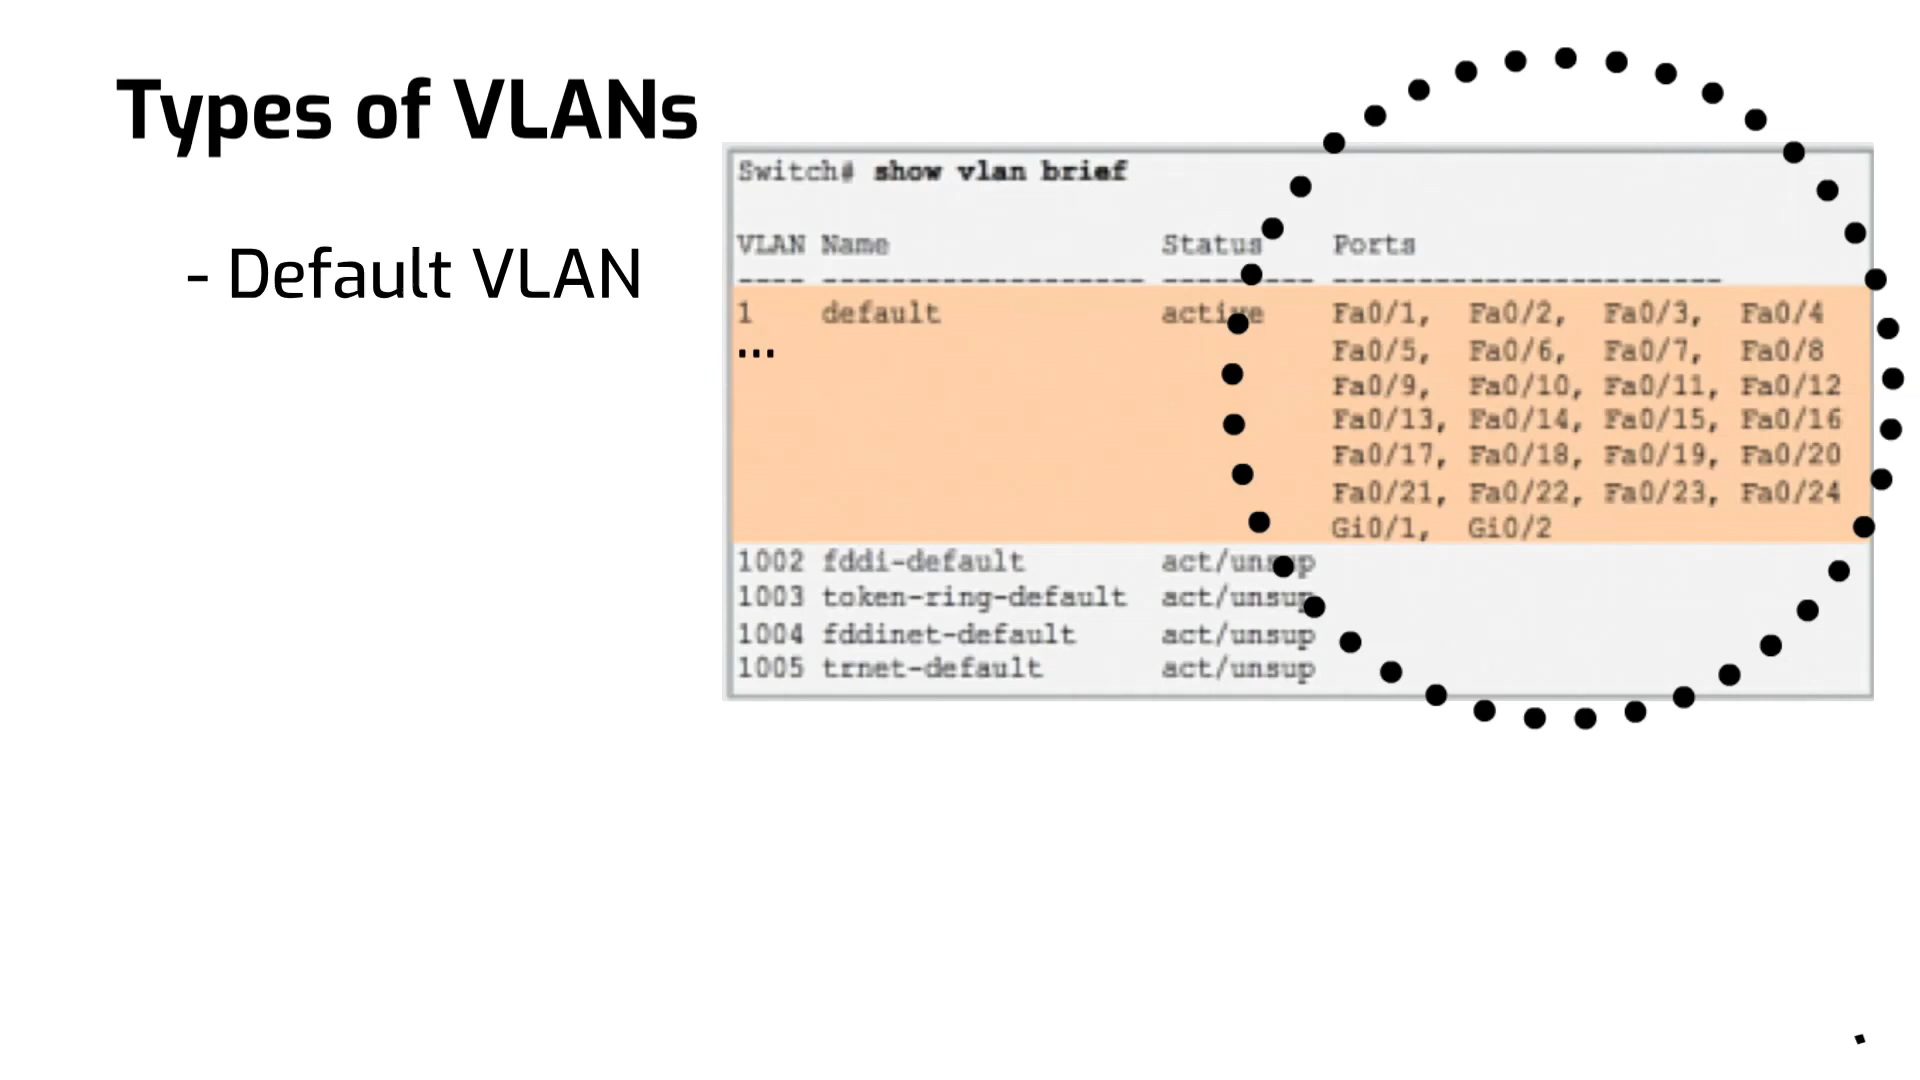 Types of VLANs
- Default VLAN
Switch# show vlan brief
VLAN Name Status Ports
---- ------------------- --------- -----------------------
1 default active Fa0/1, Fa0/2, Fa0/3, Fa0/4
... Fa0/5, Fa0/6, Fa0/7, Fa0/8
Fa0/9, Fa0/10, Fa0/11, Fa0/12
Fa0/13, Fa0/14, Fa0/15, Fa0/16
Fa0/17, Fa0/18, Fa0/19, Fa0/20
Fa0/21, Fa0/22, Fa0/23, Fa0/24
Gi0/1, Gi0/2
1002 fddi-default act/unsup
1003 token-ring-default act/unsup
1004 fddinet-default act/unsup
1005 trnet-default act/unsup